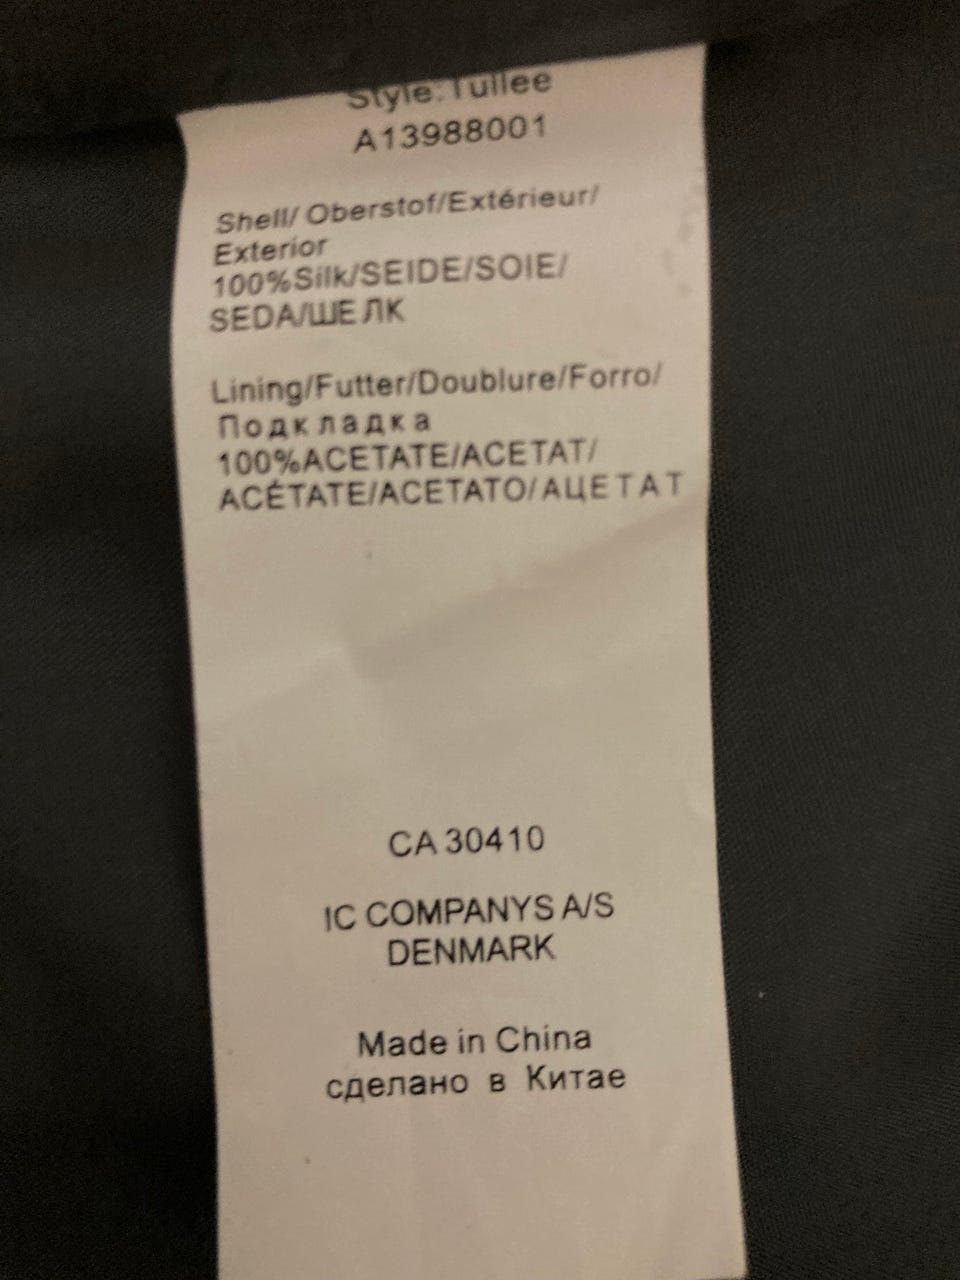 Style: Tullee
A13988001
Shell/ Oberstof/Extérieur/
Exterior
100%Silk/SEIDE/SOIE/
SEDA/ШЕЛК
Lining/Futter/Doublure/Forro/
Подкладка
100%ACETATE/ACETAT/
ACÉTATE/ACETATO/АЦЕТАТ
CA 30410
IC COMPANYS A/S
DENMARK
Made in China
сделано в Китае